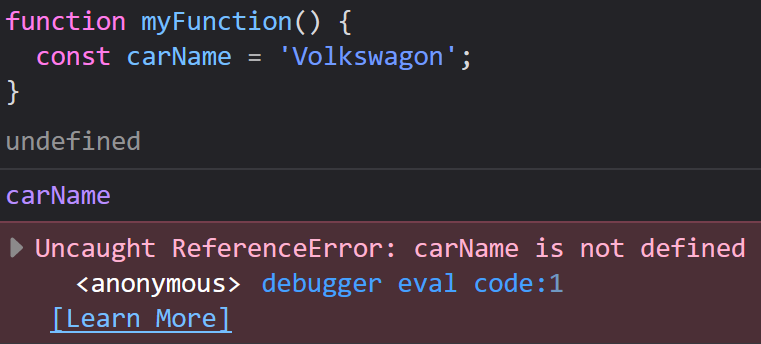 function myFunction() {
  const carName = 'Volkswagon';
}
undefined
carName
Uncaught ReferenceError: carName is not defined
<anonymous> debugger eval code:1
[Learn More]